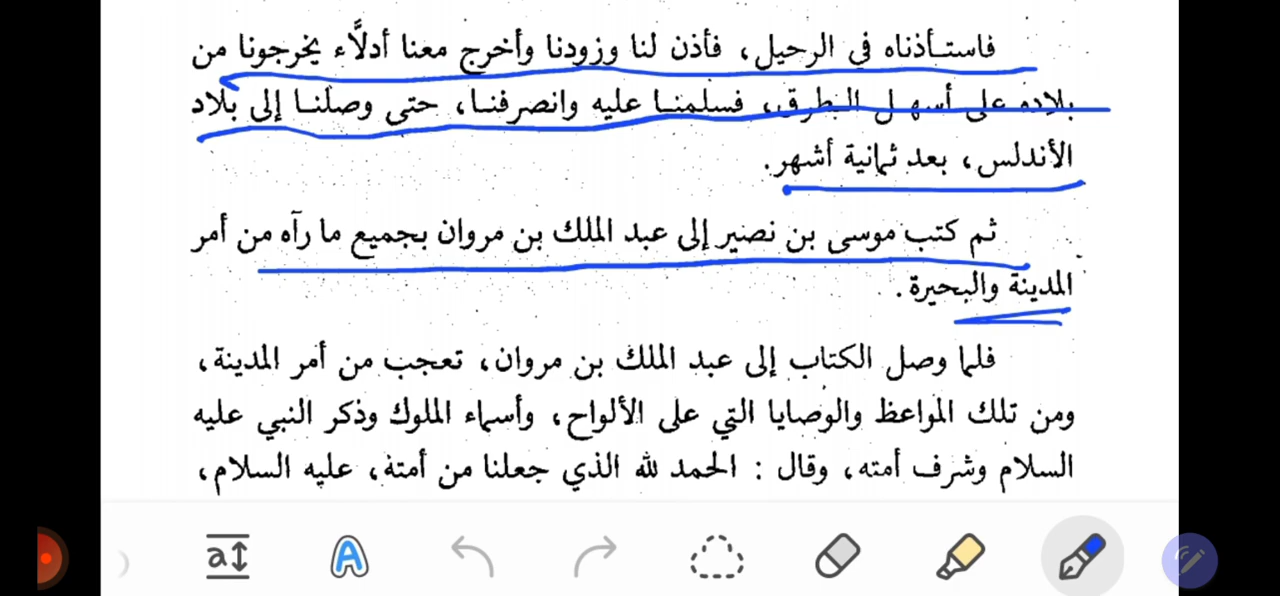 فاستأذناه في الرحيل، فأذن لنا وزودنا وأخرج معنا أدلَّاء يخرجونا من
بلاده على أسهل الطرق، فسلمنا عليه وانصرفنا، حتى وصلنا إلى بلاد
الأندلس، بعد ثمانية أشهر.
ثم كتب موسى بن نصير إلى عبد الملك بن مروان بجميع ما رآه من أمر
المدينة والبحيرة.
فلما وصل الكتاب إلى عبد الملك بن مروان، تعجب من أمر المدينة،
ومن تلك المواعظ والوصايا التي على الألواح، وأسماء الملوك وذكر النبي عليه
السلام وشرف أمته، وقال : الحمد لله الذي جعلنا من أمته، عليه السلام،
a
A